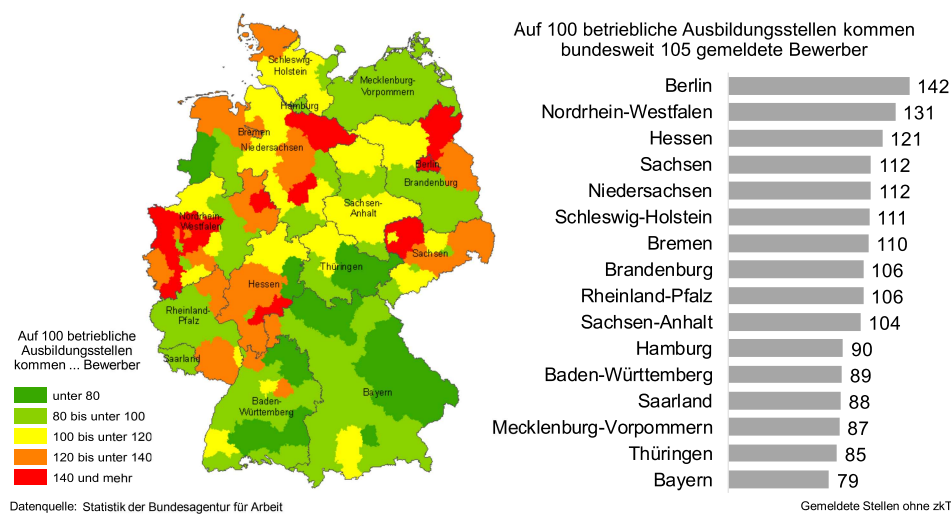 Auf 100 betriebliche Ausbildungsstellen kommen
bundesweit 105 gemeldete Bewerber
Schleswig-
Holstein
Mecklenburg-
Vorpommern
Hamburg
Bremen
Niedersachsen
Berlin
Brandenburg
Sachsen-
Anhalt
Nordrhein-
Westfalen
Sachsen
Thüringen
Hessen
Rheinland-
Pfalz
Saarland
Bayern
Baden-
Württemberg
Auf 100 betriebliche
Ausbildungsstellen
kommen ... Bewerber
unter 80
80 bis unter 100
100 bis unter 120
120 bis unter 140
140 und mehr
Berlin 142
Nordrhein-Westfalen 131
Hessen 121
Sachsen 112
Niedersachsen 112
Schleswig-Holstein 111
Bremen 110
Brandenburg 106
Rheinland-Pfalz 106
Sachsen-Anhalt 104
Hamburg 90
Baden-Württemberg 89
Saarland 88
Mecklenburg-Vorpommern 87
Thüringen 85
Bayern 79
Datenquelle: Statistik der Bundesagentur für Arbeit
Gemeldete Stellen ohne zkT